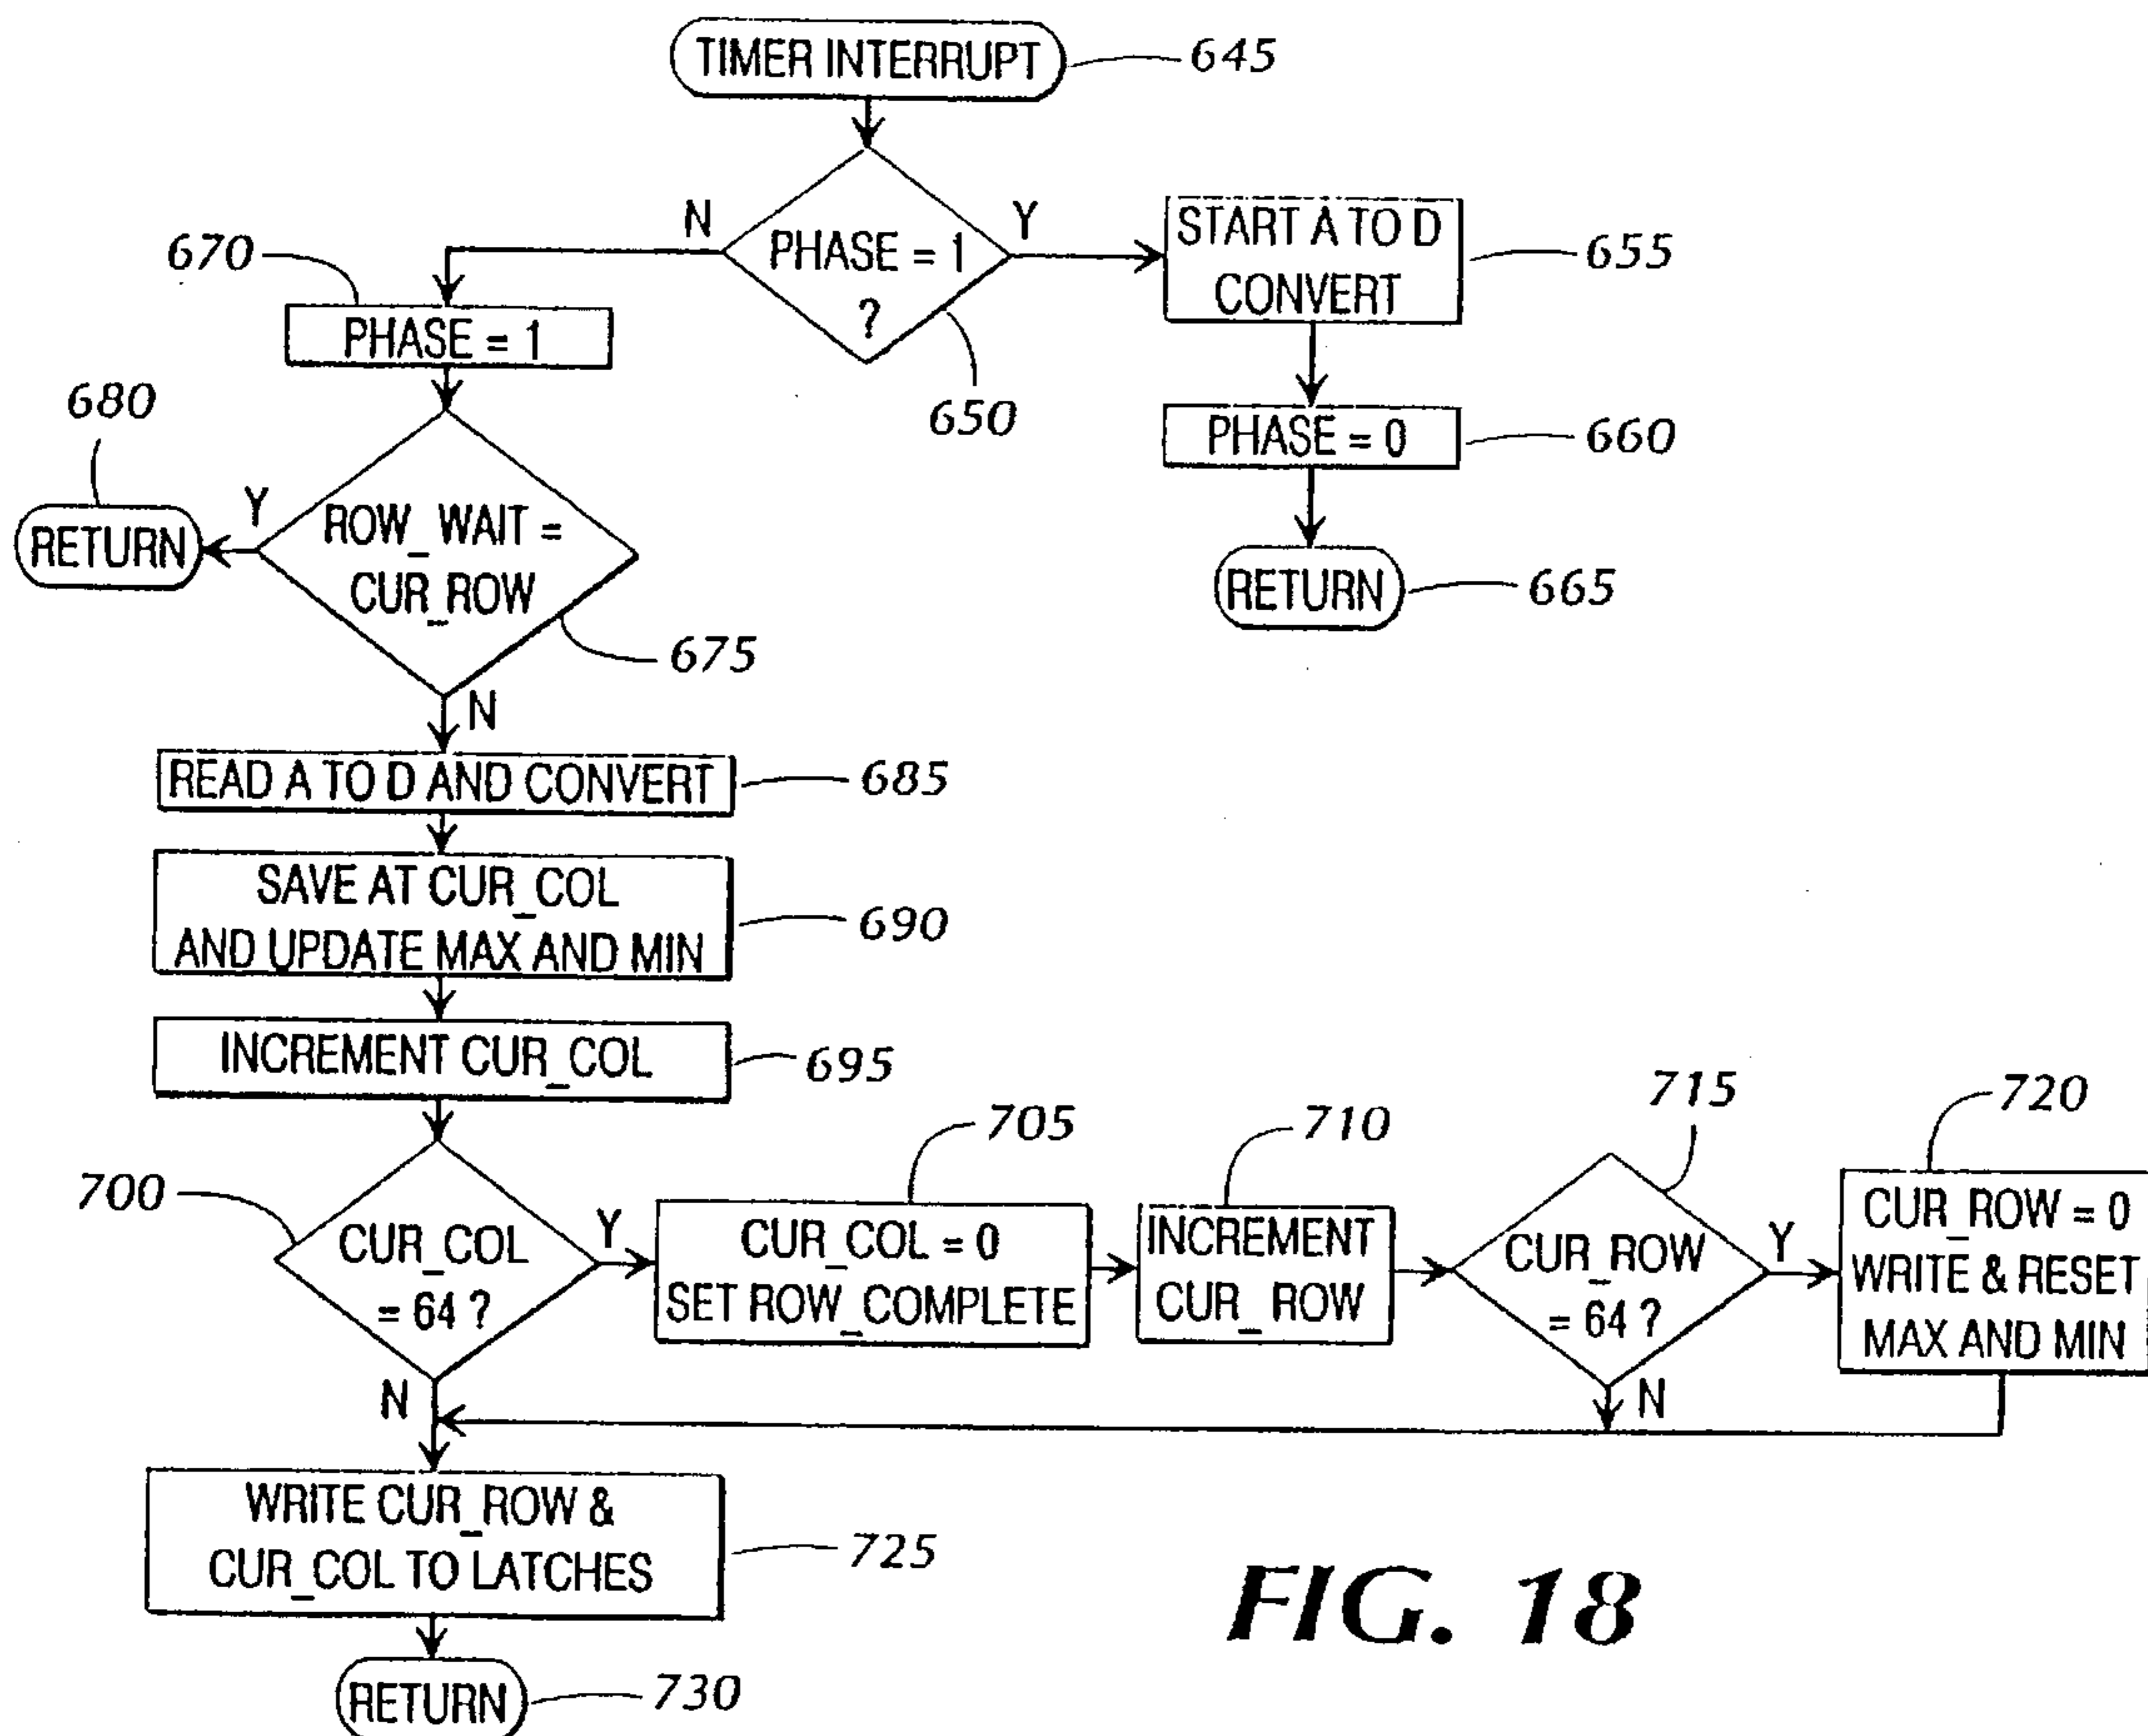 TIMER INTERRUPT
645
PHASE = 1
?
N
Y
650
START A TO D
CONVERT
655
PHASE = 0
660
RETURN
665
670
PHASE = 1
680
RETURN
Y
ROW_WAIT =
CUR_ROW
675
N
READ A TO D AND CONVERT
685
SAVE AT CUR_COL
AND UPDATE MAX AND MIN
690
INCREMENT CUR_COL
695
700
CUR_COL
= 64 ?
Y
N
705
CUR_COL = 0
SET ROW_COMPLETE
710
INCREMENT
CUR_ROW
715
CUR_ROW
= 64 ?
Y
N
720
CUR_ROW = 0
WRITE & RESET
MAX AND MIN
WRITE CUR_ROW &
CUR_COL TO LATCHES
725
RETURN
730
FIG. 18